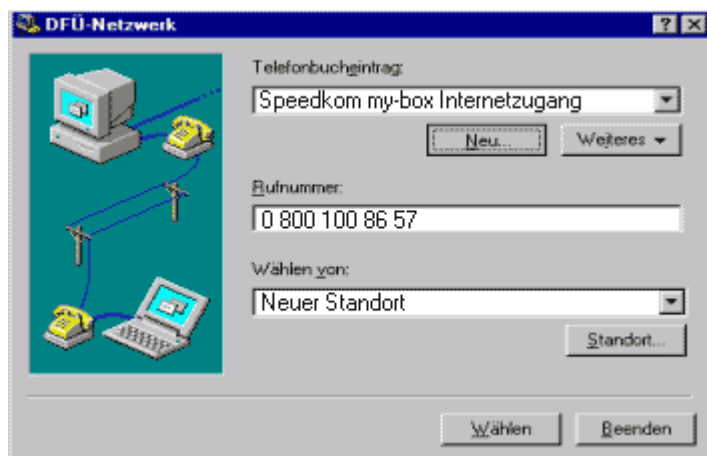 DFÜ-Netzwerk
Telefonbucheintrag:
Speedkom my-box Internetzugang
Neu... Weiteres
Rufnummer:
0 800 100 86 57
Wählen von:
Neuer Standort
Standort...
Wählen Beenden